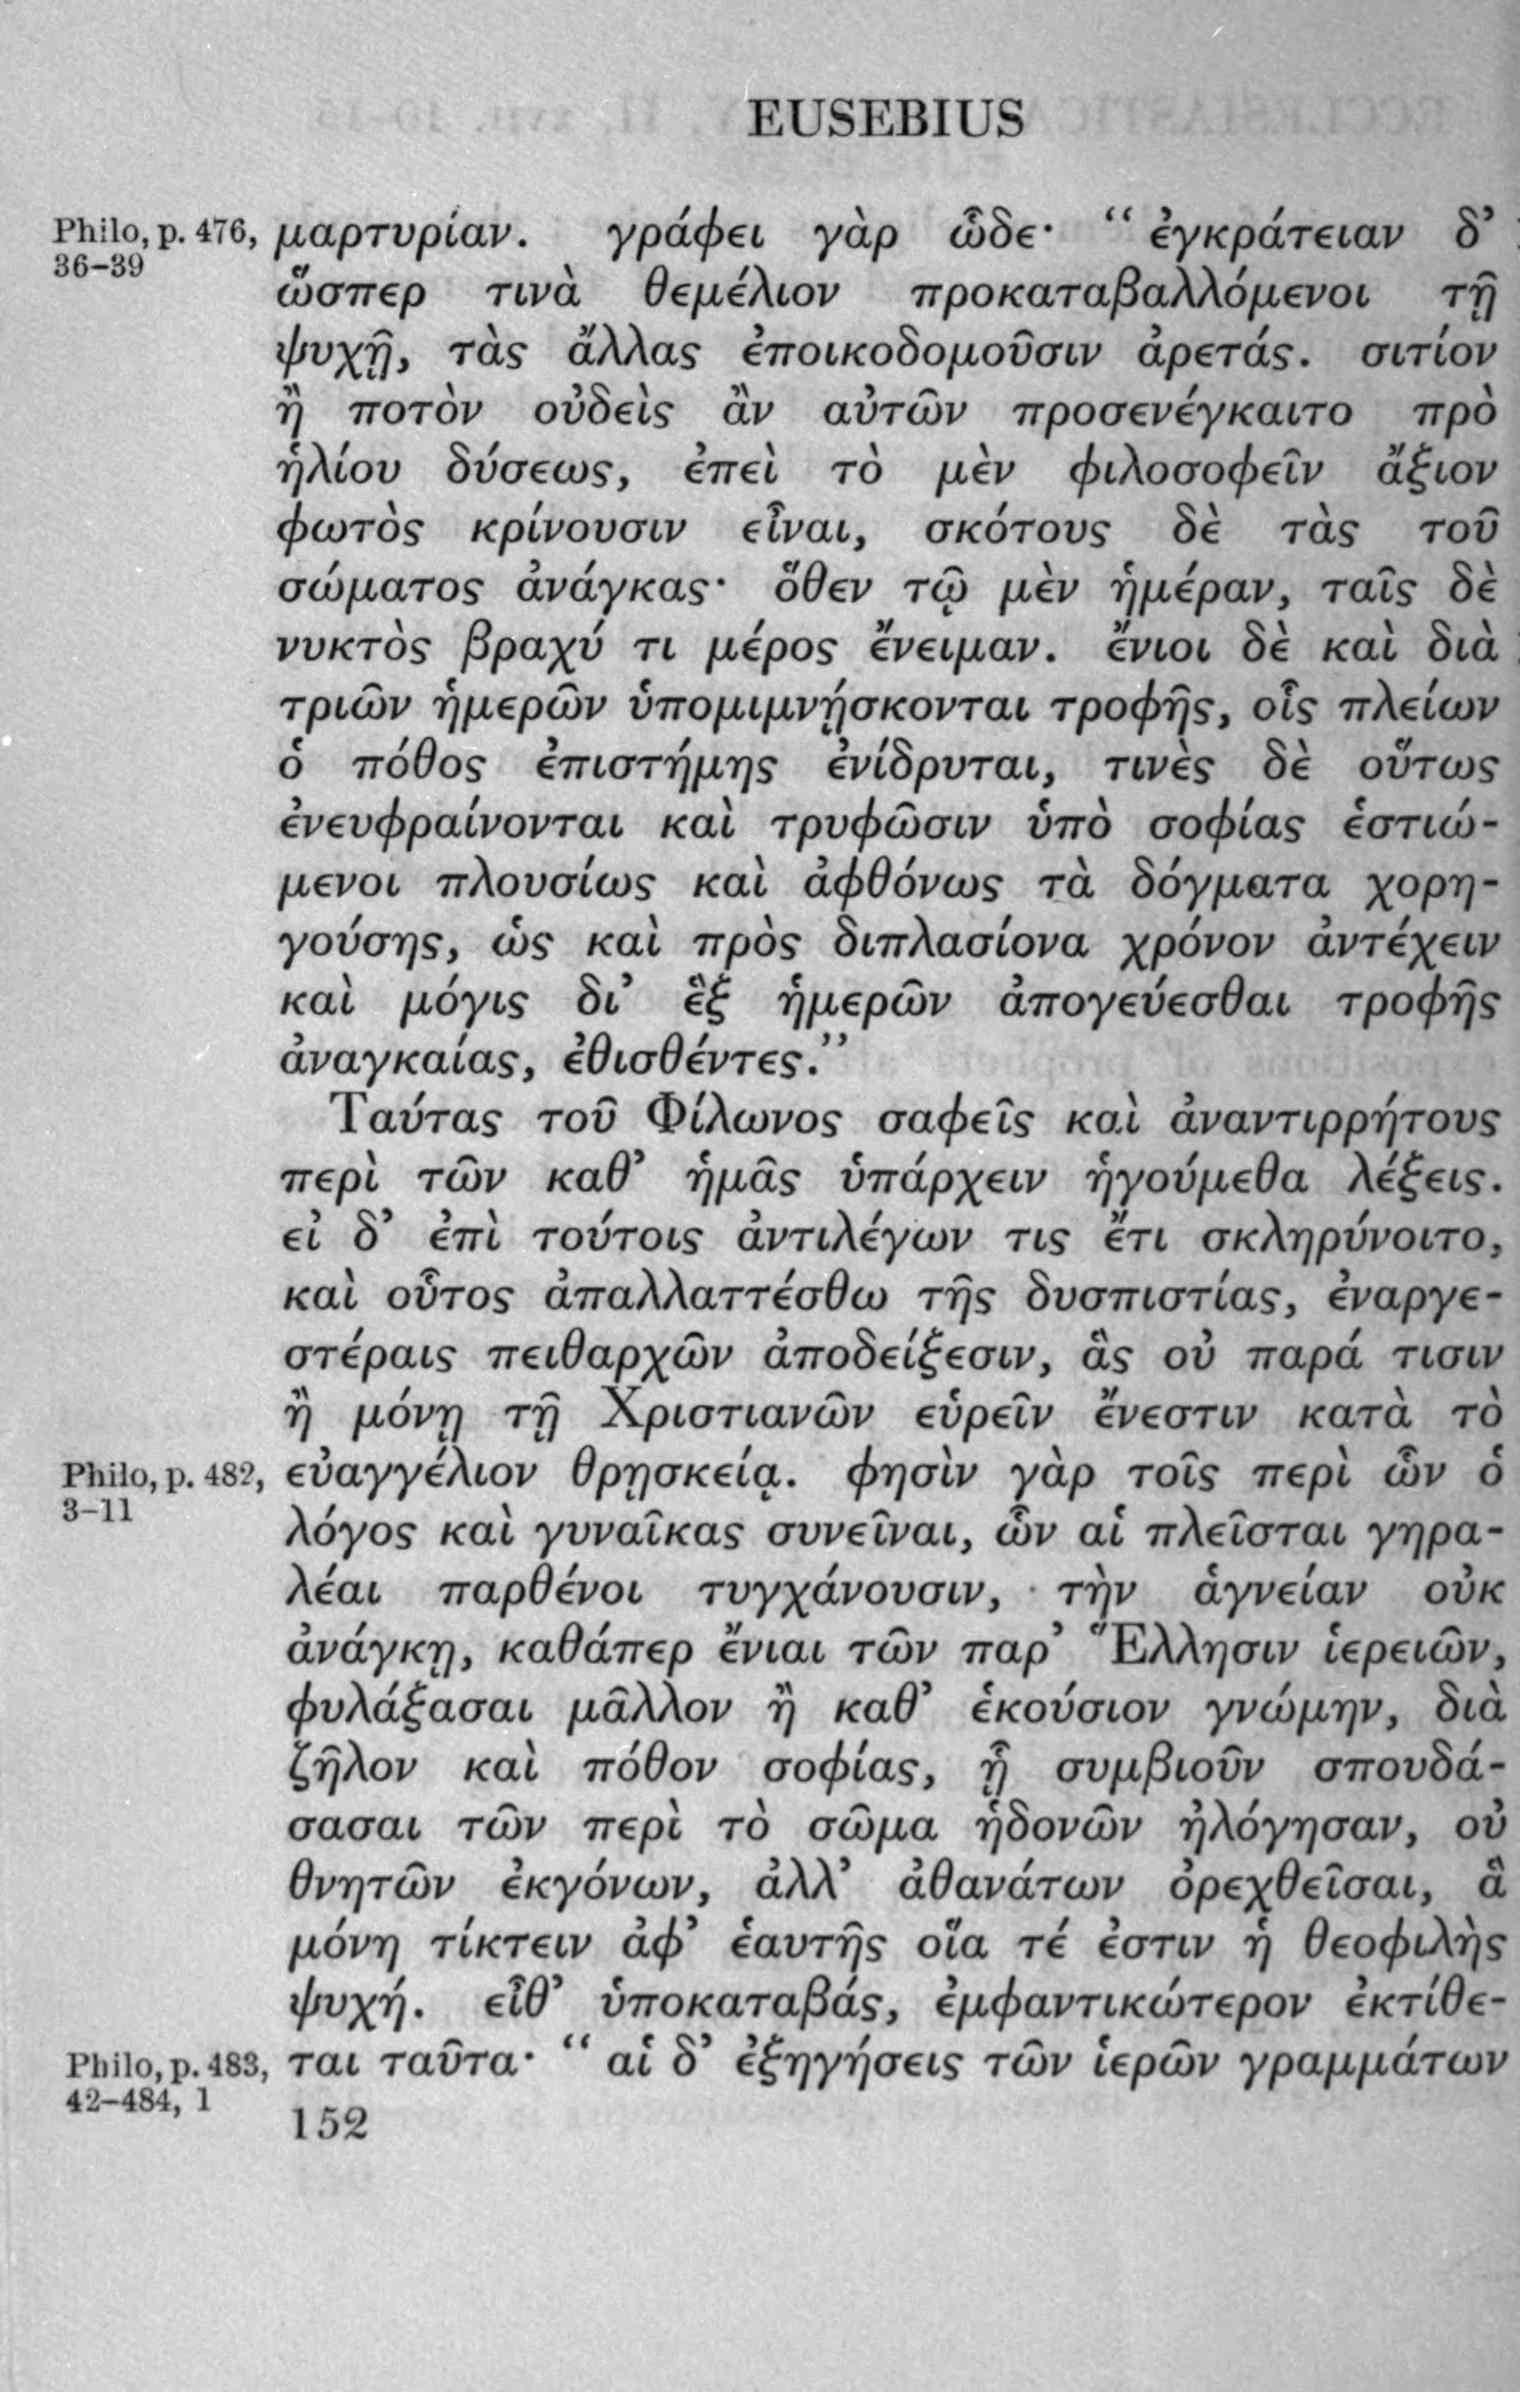 EUSEBIUS
Philo, p. 476, μαρτυρίαν. γράφει γὰρ ὧδε· “ἐγκράτειαν δ’
36–39
ὥσπερ τινὰ θεμέλιον προκαταβαλλόμενοι τῇ
ψυχῇ, τὰς ἄλλας ἐποικοδομοῦσιν ἀρετάς. σιτίον
ἢ ποτὸν οὐδεὶς ἂν αὐτῶν προσενέγκαιτο πρὸ
ἡλίου δύσεως, ἐπεὶ τὸ μὲν φιλοσοφεῖν ἄξιον
φωτὸς κρίνουσιν εἶναι, σκότους δὲ τὰς τοῦ
σώματος ἀνάγκας· ὅθεν τῷ μὲν ἡμέραν, ταῖς δὲ
νυκτὸς βραχύ τι μέρος ἔνειμαν. ἔνιοι δὲ καὶ διὰ
τριῶν ἡμερῶν ὑπομιμνῄσκονται τροφῆς, οἷς πλείων
ὁ πόθος ἐπιστήμης ἐνίδρυται, τινὲς δὲ οὕτως
ἐνευφραίνονται καὶ τρυφῶσιν ὑπὸ σοφίας ἑστιώ-
μενοι πλουσίως καὶ ἀφθόνως τὰ δόγματα χορη-
γούσης, ὡς καὶ πρὸς διπλασίονα χρόνον ἀντέχειν
καὶ μόγις δι’ ἓξ ἡμερῶν ἀπογεύεσθαι τροφῆς
ἀναγκαίας, ἐθισθέντες.”
Ταύτας τοῦ Φίλωνος σαφεῖς καὶ ἀναντιρρήτους
περὶ τῶν καθ’ ἡμᾶς ὑπάρχειν ἡγούμεθα λέξεις.
εἰ δ’ ἐπὶ τούτοις ἀντιλέγων τις ἔτι σκληρύνοιτο,
καὶ οὗτος ἀπαλλαττέσθω τῆς δυσπιστίας, ἐναργε-
στέραις πειθαρχῶν ἀποδείξεσιν, ἃς οὐ παρά τισιν
ἢ μόνῃ τῇ Χριστιανῶν εὑρεῖν ἔνεστιν κατὰ τὸ
Philo, p. 482, εὐαγγέλιον θρῃσκείᾳ. φησὶν γὰρ τοῖς περὶ ὧν ὁ
3–11
λόγος καὶ γυναῖκας συνεῖναι, ὧν αἱ πλεῖσται γηρα-
λέαι παρθένοι τυγχάνουσιν, τὴν ἁγνείαν οὐκ
ἀνάγκῃ, καθάπερ ἔνιαι τῶν παρ’ Ἕλλησιν ἱερειῶν,
φυλάξασαι μᾶλλον ἢ καθ’ ἑκούσιον γνώμην, διὰ
ζῆλον καὶ πόθον σοφίας, ᾗ συμβιοῦν σπουδά-
σασαι τῶν περὶ τὸ σῶμα ἡδονῶν ἠλόγησαν, οὐ
θνητῶν ἐκγόνων, ἀλλ’ ἀθανάτων ὀρεχθεῖσαι, ἃ
μόνη τίκτειν ἀφ’ ἑαυτῆς οἵα τέ ἐστιν ἡ θεοφιλὴς
ψυχή. εἶθ’ ὑποκαταβάς, ἐμφαντικώτερον ἐκτίθε-
Philo, p. 483, ται ταῦτα· “αἱ δ’ ἐξηγήσεις τῶν ἱερῶν γραμμάτων
42–484, 1
152